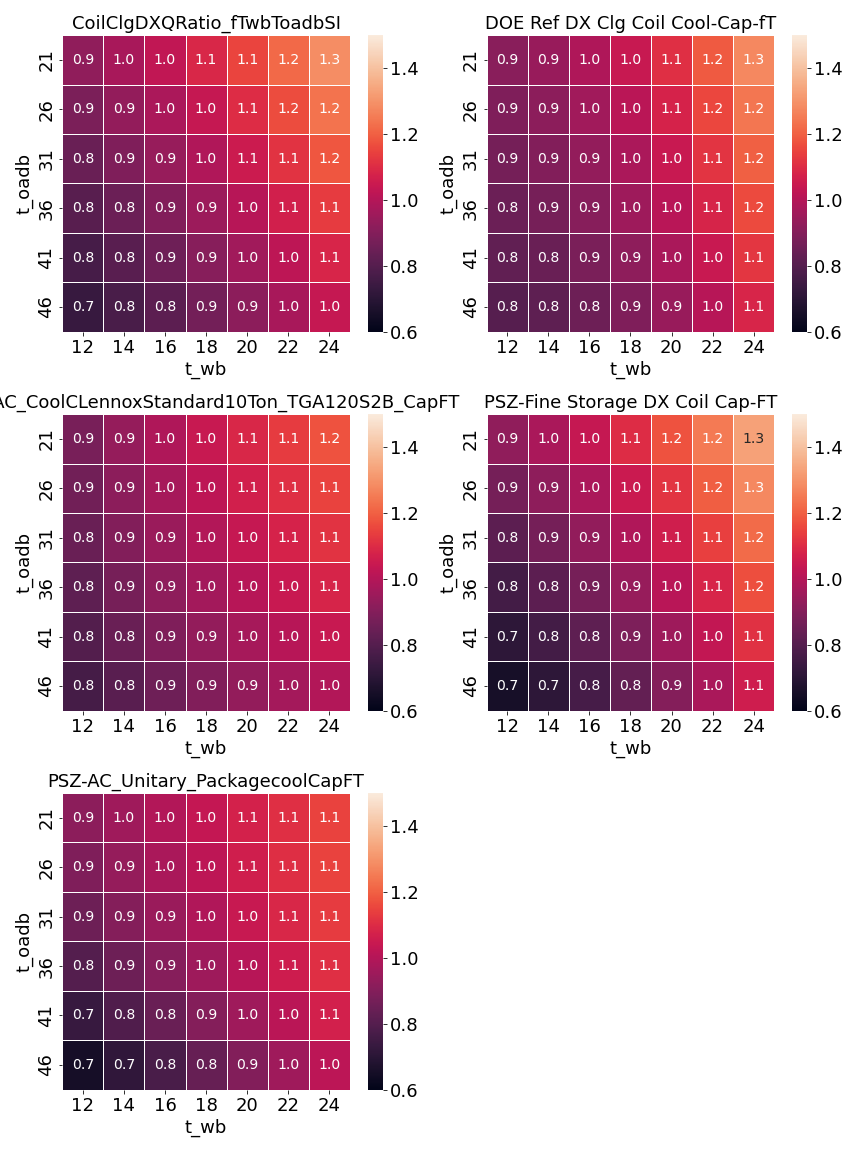 CoilClgDXQRatio_fTwbToadbSI
t_oadb
21 0.9 1.0 1.0 1.1 1.1 1.2 1.3
26 0.9 0.9 1.0 1.0 1.1 1.2 1.2
31 0.8 0.9 0.9 1.0 1.1 1.1 1.2
36 0.8 0.8 0.9 0.9 1.0 1.1 1.1
41 0.8 0.8 0.9 0.9 1.0 1.0 1.1
46 0.7 0.8 0.8 0.9 0.9 1.0 1.0
12 14 16 18 20 22 24
t_wb
1.4
1.2
1.0
0.8
0.6
DOE Ref DX Clg Coil Cool-Cap-fT
t_oadb
21 0.9 0.9 1.0 1.0 1.1 1.2 1.3
26 0.9 0.9 1.0 1.0 1.1 1.2 1.2
31 0.9 0.9 0.9 1.0 1.0 1.1 1.2
36 0.8 0.9 0.9 1.0 1.0 1.1 1.2
41 0.8 0.8 0.9 0.9 1.0 1.0 1.1
46 0.8 0.8 0.8 0.9 0.9 1.0 1.1
12 14 16 18 20 22 24
t_wb
1.4
1.2
1.0
0.8
0.6
AC_CoolCLennoxStandard10Ton_TGA120S2B_CapFT
t_oadb
21 0.9 0.9 1.0 1.0 1.1 1.1 1.2
26 0.9 0.9 1.0 1.0 1.1 1.1 1.1
31 0.8 0.9 0.9 1.0 1.0 1.1 1.1
36 0.8 0.9 0.9 1.0 1.0 1.0 1.1
41 0.8 0.8 0.9 0.9 1.0 1.0 1.0
46 0.8 0.8 0.9 0.9 0.9 1.0 1.0
12 14 16 18 20 22 24
t_wb
1.4
1.2
1.0
0.8
0.6
PSZ-Fine Storage DX Coil Cap-FT
t_oadb
21 0.9 1.0 1.0 1.1 1.2 1.2 1.3
26 0.9 0.9 1.0 1.0 1.1 1.2 1.3
31 0.8 0.9 0.9 1.0 1.1 1.1 1.2
36 0.8 0.8 0.9 0.9 1.0 1.1 1.2
41 0.7 0.8 0.8 0.9 1.0 1.0 1.1
46 0.7 0.7 0.8 0.8 0.9 1.0 1.1
12 14 16 18 20 22 24
t_wb
1.4
1.2
1.0
0.8
0.6
PSZ-AC_Unitary_PackagecoolCapFT
t_oadb
21 0.9 1.0 1.0 1.0 1.1 1.1 1.1
26 0.9 0.9 1.0 1.0 1.1 1.1 1.1
31 0.9 0.9 0.9 1.0 1.0 1.1 1.1
36 0.8 0.9 0.9 1.0 1.0 1.1 1.1
41 0.7 0.8 0.8 0.9 1.0 1.0 1.1
46 0.7 0.7 0.8 0.8 0.9 1.0 1.0
12 14 16 18 20 22 24
t_wb
1.4
1.2
1.0
0.8
0.6